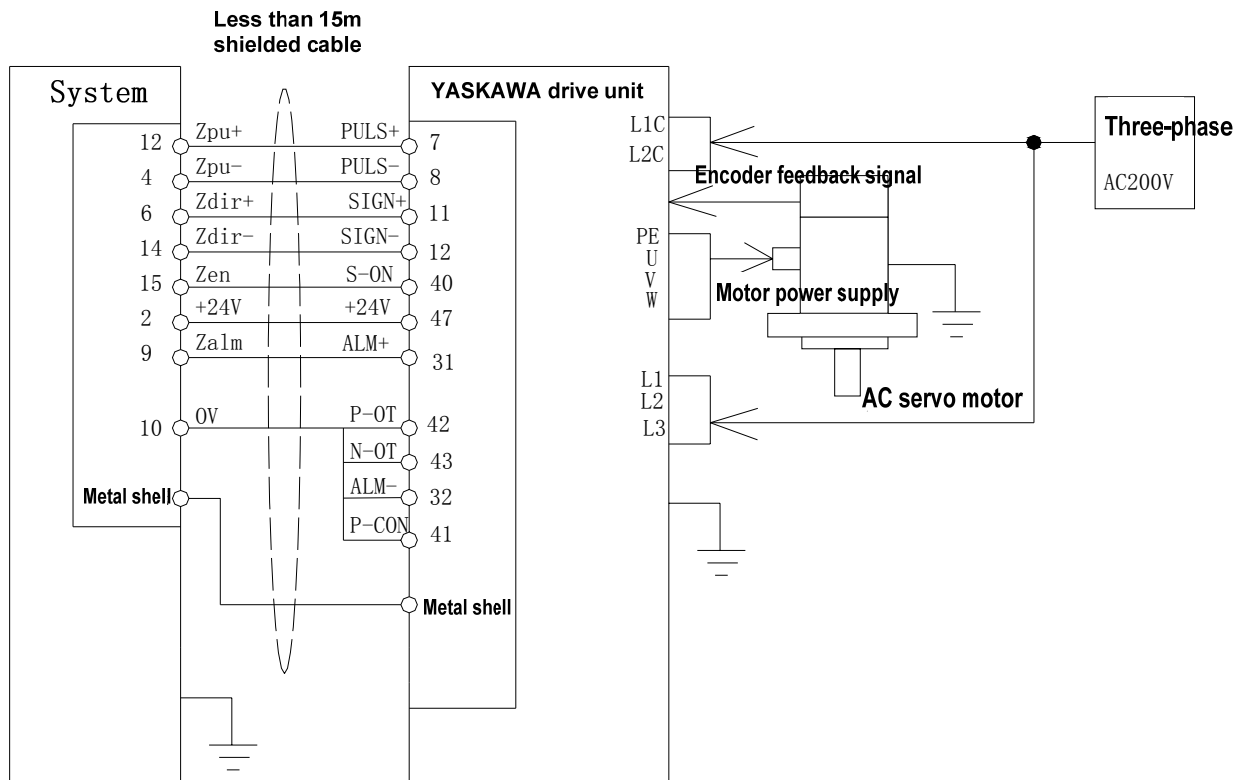 Less than 15m
shielded cable
System
YASKAWA drive unit
12 Zpu+ PULS+ 7
4 Zpu- PULS- 8
6 Zdir+ SIGN+ 11
14 Zdir- SIGN- 12
15 Zen S-ON 40
2 +24V +24V 47
9 Zalm ALM+ 31
10 0V P-OT 42
N-OT 43
ALM- 32
P-CON 41
Metal shell
Metal shell
L1C
L2C
Encoder feedback signal
PE
U
V
W
Motor power supply
L1
L2
L3
AC servo motor
Three-phase
AC200V